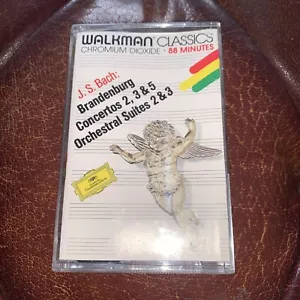 WALKMAN CLASSICS
CHROMIUM DIOXIDE · 88 MINUTES
J. S. Bach:
Brandenburg
Concertos 2, 3 & 5
Orchestral Suites 2 & 3